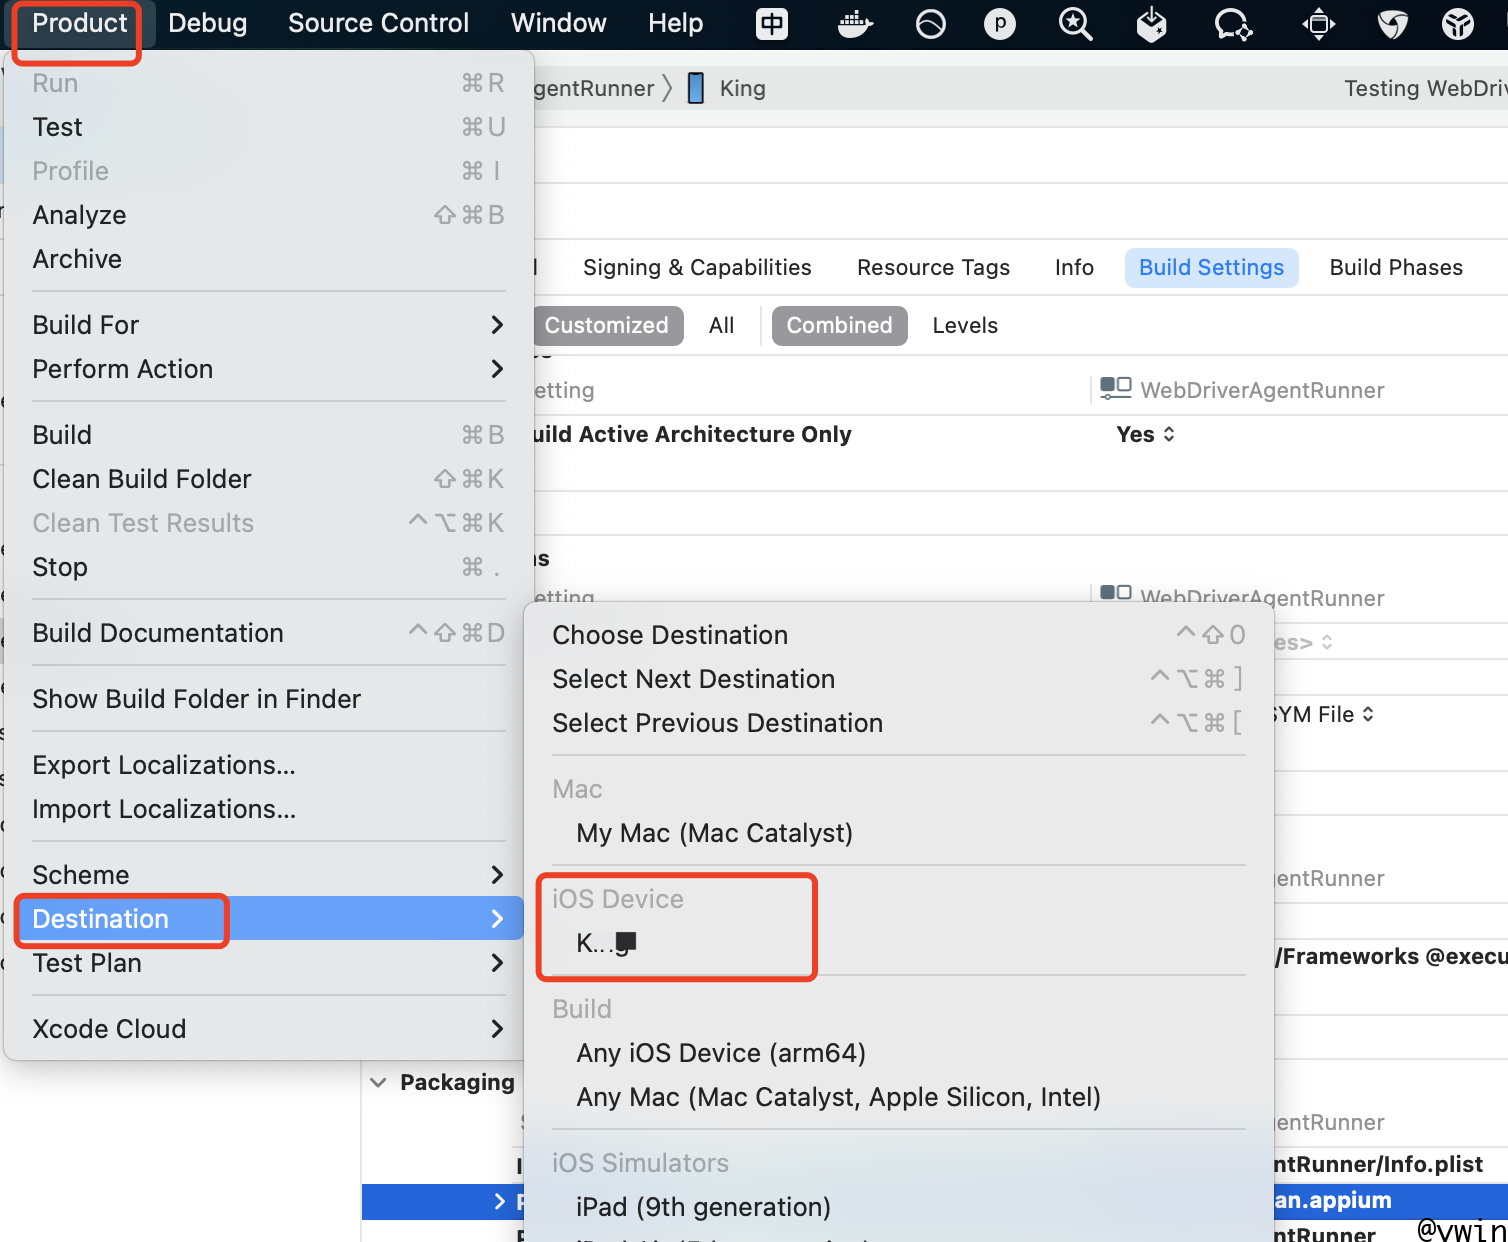 Product Debug Source Control Window Help 中 p
Run ⌘R
gentRunner 〉 King Testing WebDriv
Test ⌘U
Profile ⌘I
Analyze ⇧⌘B
Archive
Signing & Capabilities Resource Tags Info Build Settings Build Phases
Build For
Customized All Combined Levels
Perform Action
etting WebDriverAgentRunner
Build ⌘B
uild Active Architecture Only Yes
Clean Build Folder ⇧⌘K
Clean Test Results ^⌥⌘K
Stop ⌘.
ns
etting WebDriverAgentRunner
Build Documentation ^⇧⌘D
Choose Destination ^⇧0
es>
Select Next Destination ^⌥⌘]
Show Build Folder in Finder
Select Previous Destination ^⌥⌘[
SYM File
Export Localizations...
Mac
Import Localizations...
My Mac (Mac Catalyst)
Scheme
entRunner
iOS Device
Destination
K...g
Test Plan
/Frameworks @execu
Build
Xcode Cloud
Any iOS Device (arm64)
Packaging
Any Mac (Mac Catalyst, Apple Silicon, Intel)
entRunner
iOS Simulators
ntRunner/Info.plist
iPad (9th generation)
an.appium
ntRunner
@ywin